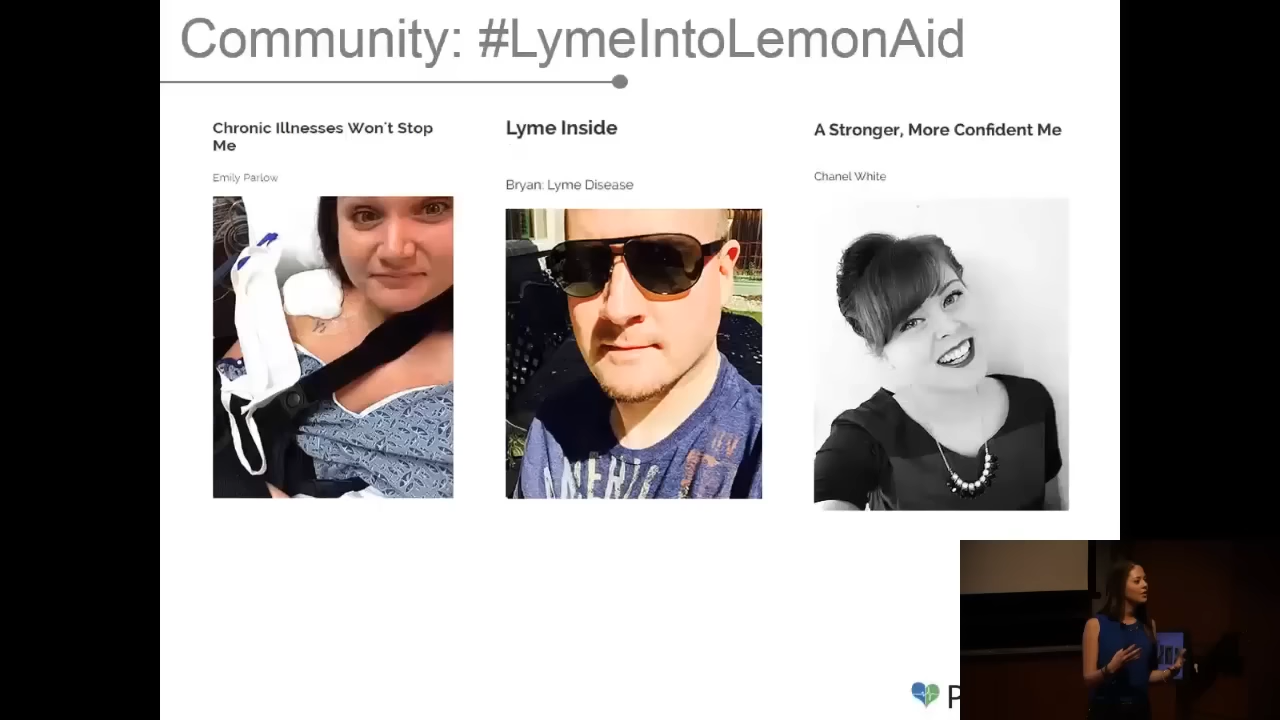 Community: #LymeIntoLemonAid
Chronic Illnesses Won't Stop
Me
Emily Parlow
Lyme Inside
Bryan: Lyme Disease
A Stronger, More Confident Me
Chanel White
P